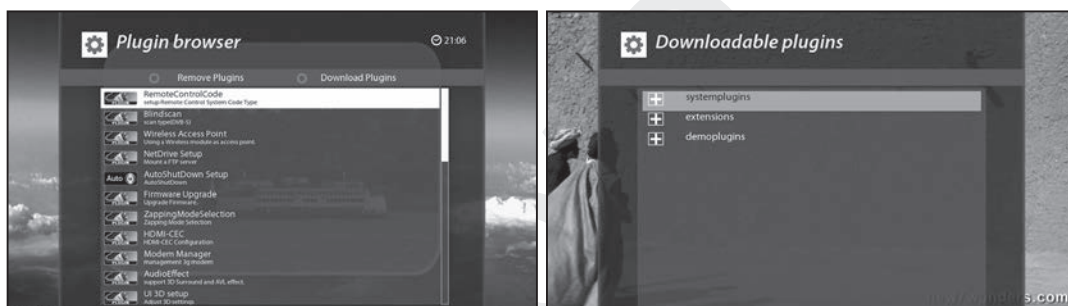 Plugin browser
21:06
Remove Plugins Download Plugins
RemoteControlCode
setup Remote Control System Code Type
Blindscan
scan type(DVB-S)
Wireless Access Point
Using a Wireless module as access point.
NetDrive Setup
Mount a FTP server
Auto
AutoShutDown Setup
AutoShutDown
Firmware Upgrade
Upgrade Firmware.
ZappingModeSelection
Zapping Mode Selection
HDMI-CEC
HDMI-CEC Configuration
Modem Manager
management 3g modem
AudioEffect
support 3D Surround and AVL effect.
UI 3D setup
Adjust 3D settings
Downloadable plugins
systemplugins
extensions
demoplugins